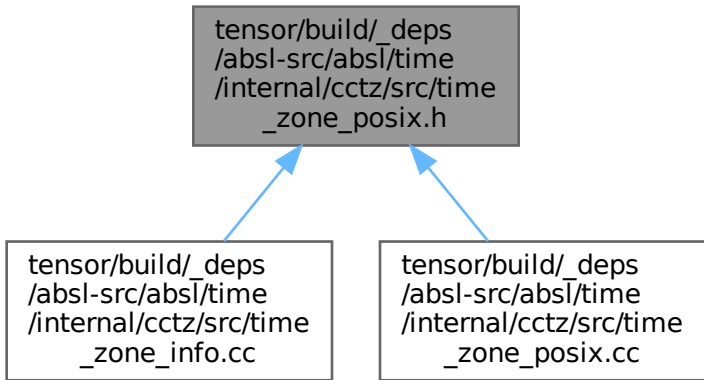 tensor/build/_deps
/absl-src/absl/time
/internal/cctz/src/time
_zone_posix.h
tensor/build/_deps
/absl-src/absl/time
/internal/cctz/src/time
_zone_info.cc
tensor/build/_deps
/absl-src/absl/time
/internal/cctz/src/time
_zone_posix.cc